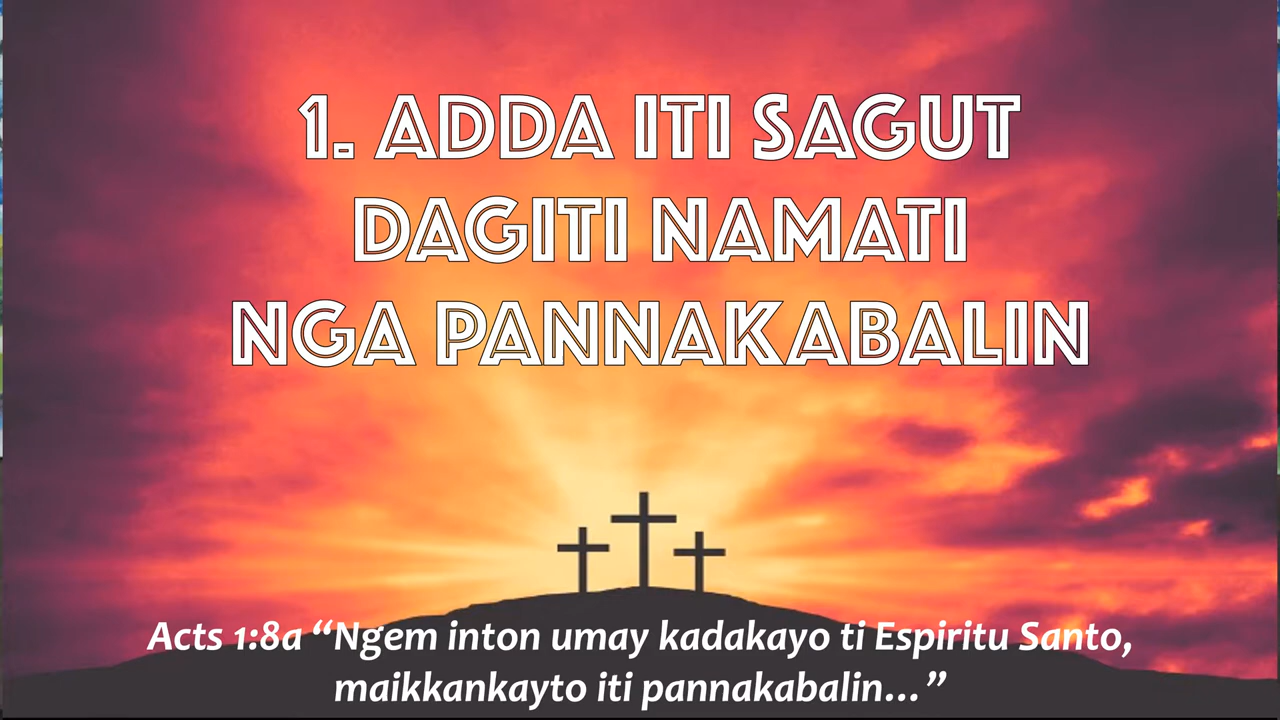 1. ADDA ITI SAGUT
DAGITI NAMATI
NGA PANNAKABALIN
Acts 1:8a “Ngem inton umay kadakayo ti Espiritu Santo,
maikkankayto iti pannakabalin...”